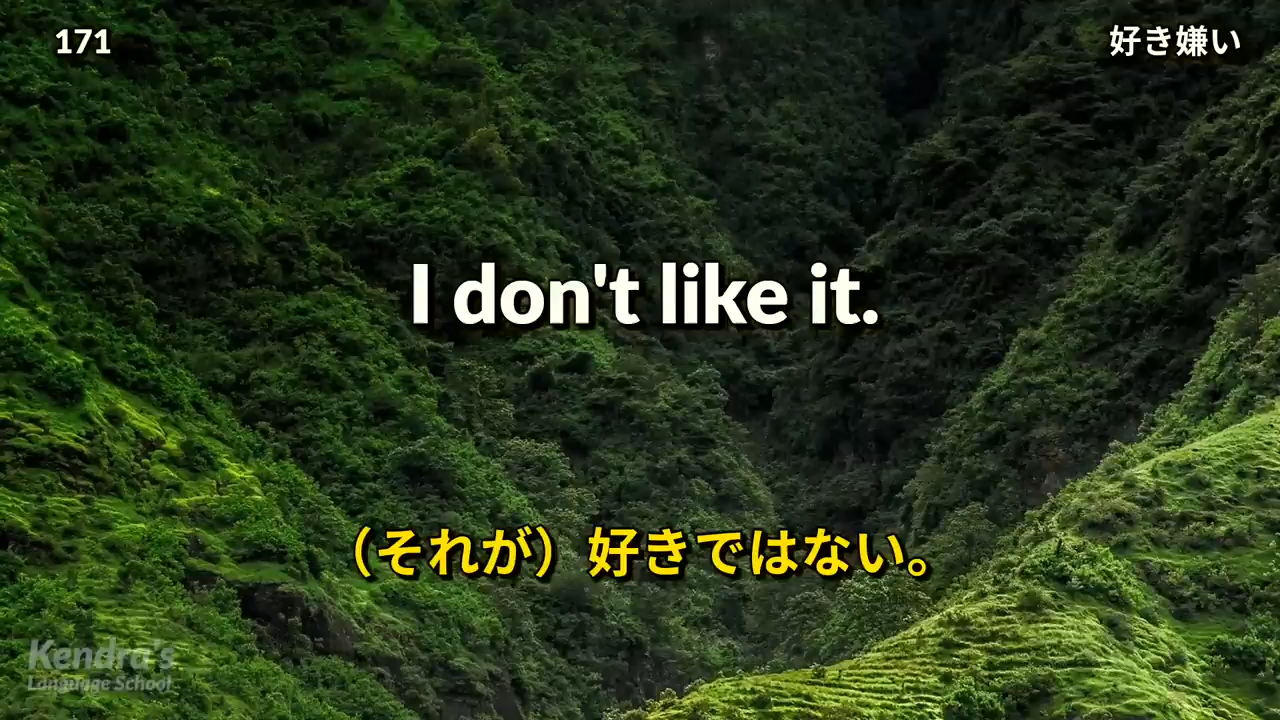 171
好き嫌い
I don't like it.
（それが）好きではない。
Kendra's
Language School